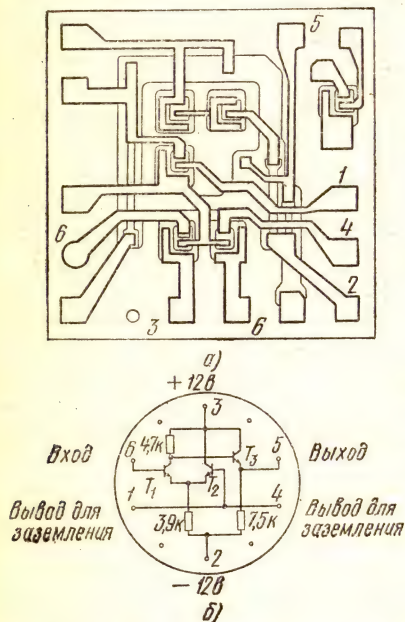 5
1
4
6
2
3
6
а)
+12в
3
Вход
4,7к
6
T₁
T₂
T₃
5
Выход
1
4
Вывод для
заземления
3,9к
7,5к
Вывод для
заземления
2
−12в
б)